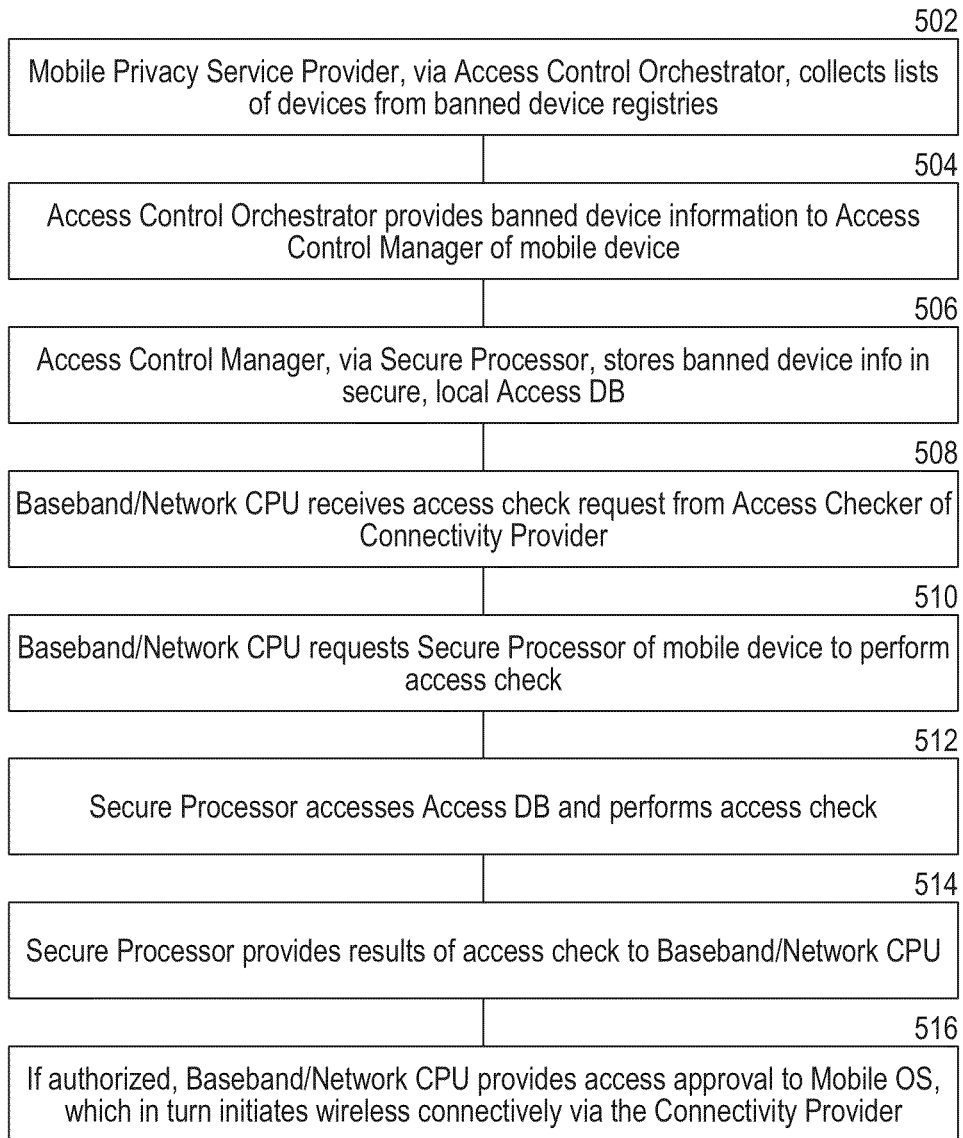 502
Mobile Privacy Service Provider, via Access Control Orchestrator, collects lists
of devices from banned device registries
504
Access Control Orchestrator provides banned device information to Access
Control Manager of mobile device
506
Access Control Manager, via Secure Processor, stores banned device info in
secure, local Access DB
508
Baseband/Network CPU receives access check request from Access Checker of
Connectivity Provider
510
Baseband/Network CPU requests Secure Processor of mobile device to perform
access check
512
Secure Processor accesses Access DB and performs access check
514
Secure Processor provides results of access check to Baseband/Network CPU
516
If authorized, Baseband/Network CPU provides access approval to Mobile OS,
which in turn initiates wireless connectively via the Connectivity Provider